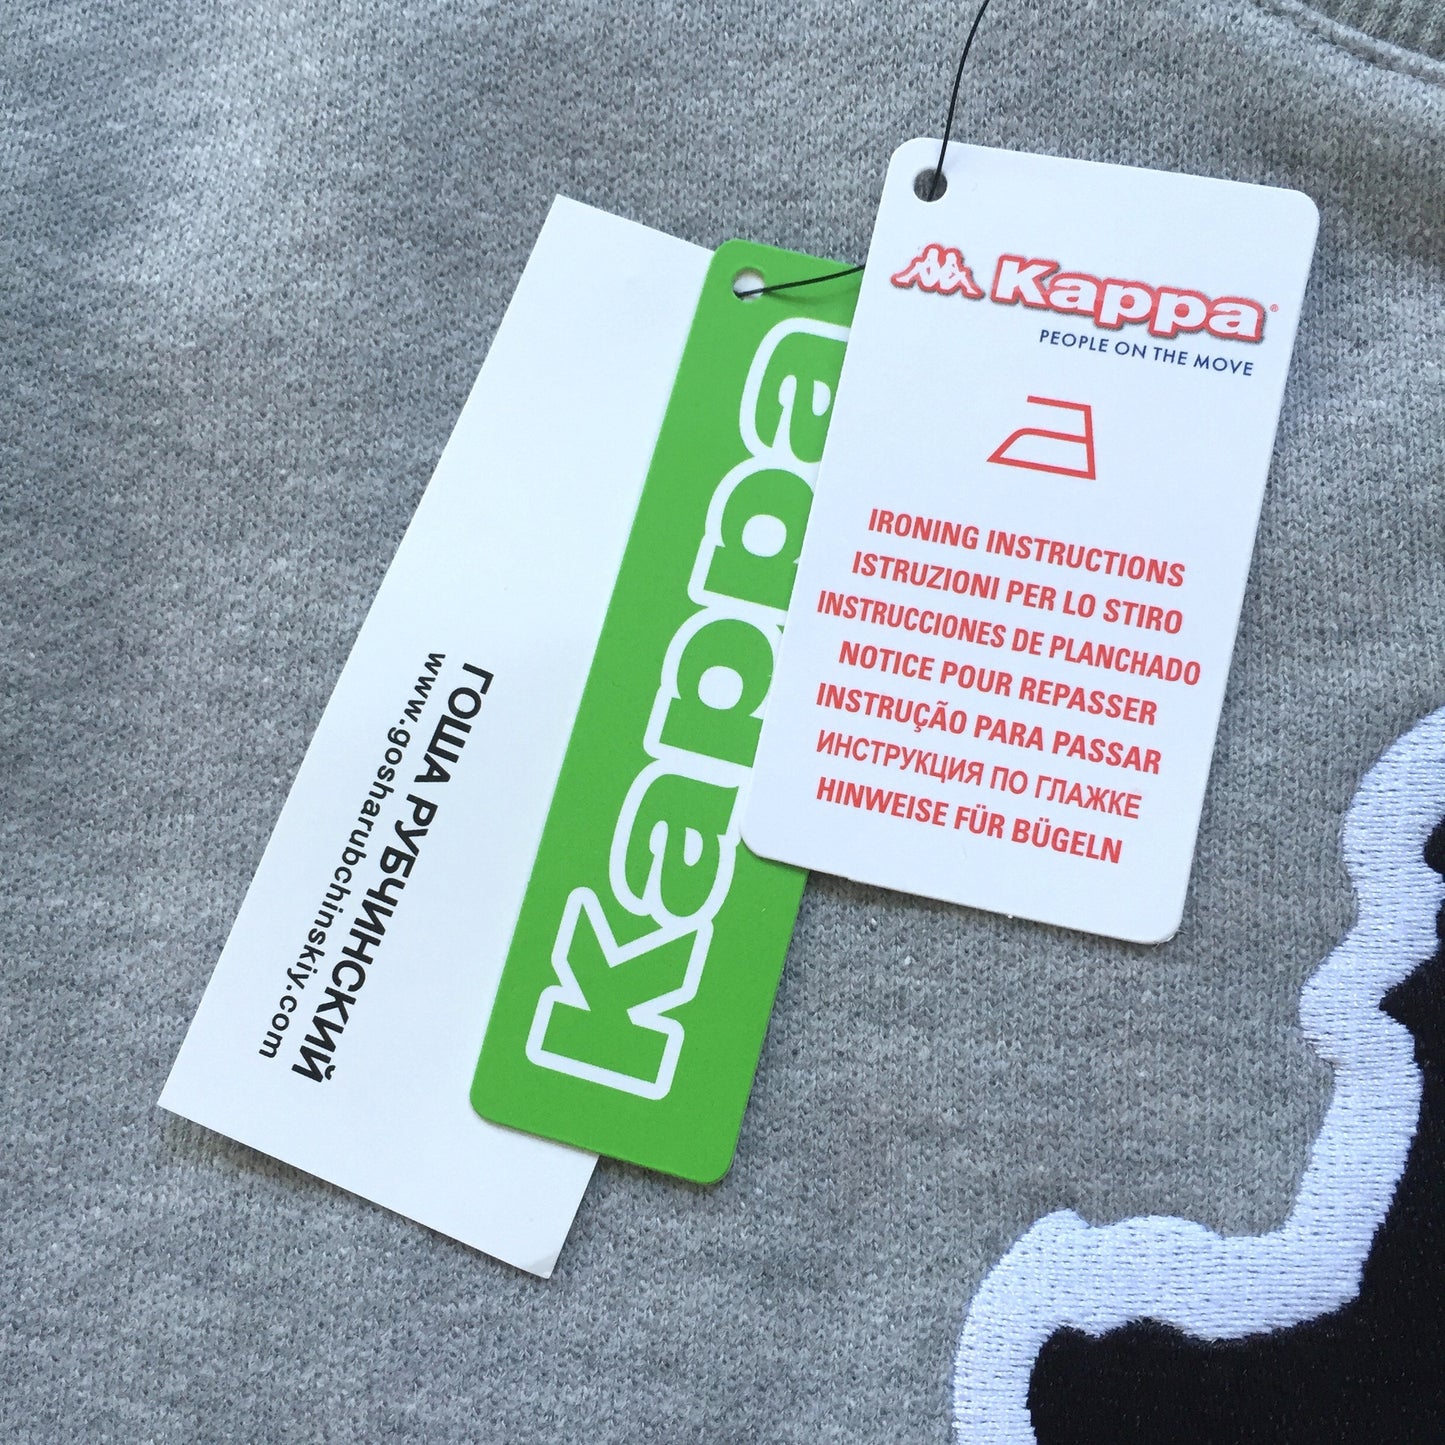 ГОША РУБЧИНСКИЙ
www.gosharubchinskiy.com
Kappa
Kappa®
PEOPLE ON THE MOVE
IRONING INSTRUCTIONS
ISTRUZIONI PER LO STIRO
INSTRUCCIONES DE PLANCHADO
NOTICE POUR REPASSER
INSTRUÇÃO PARA PASSAR
ИНСТРУКЦИЯ ПО ГЛАЖКЕ
HINWEISE FÜR BÜGELN